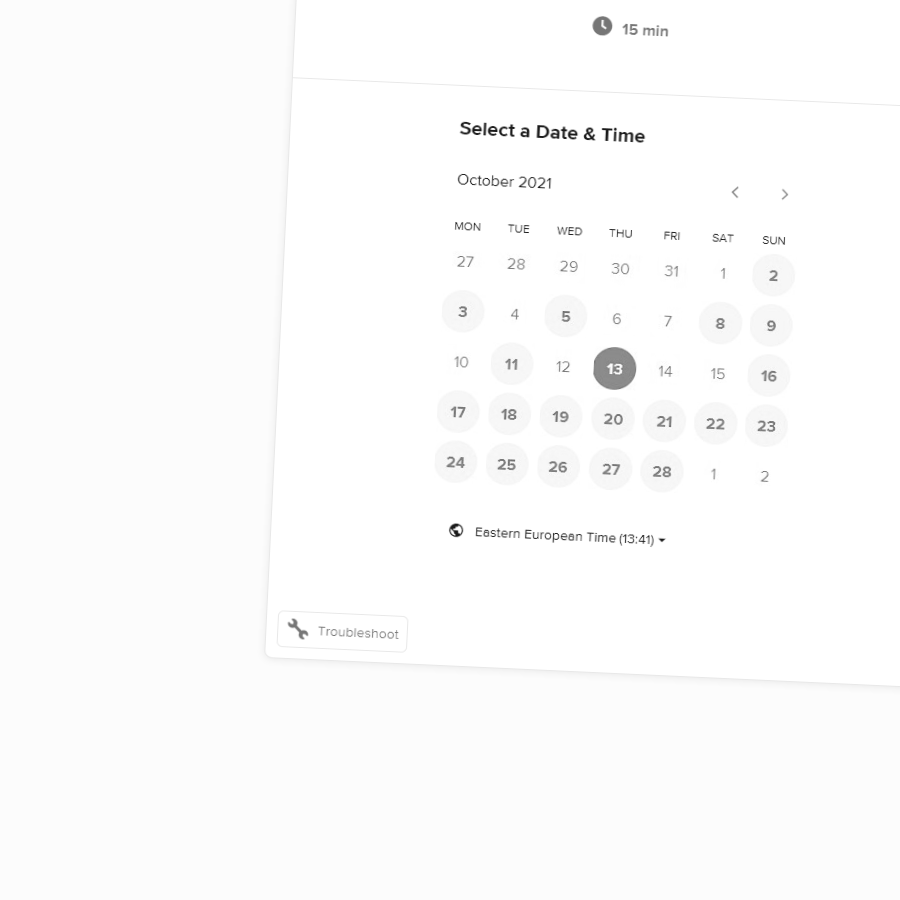 15 min
Select a Date & Time
October 2021
MON TUE WED THU FRI SAT SUN
27 28 29 30 31 1 2
3 4 5 6 7 8 9
10 11 12 13 14 15 16
17 18 19 20 21 22 23
24 25 26 27 28 1 2
Eastern European Time (13:41)
Troubleshoot